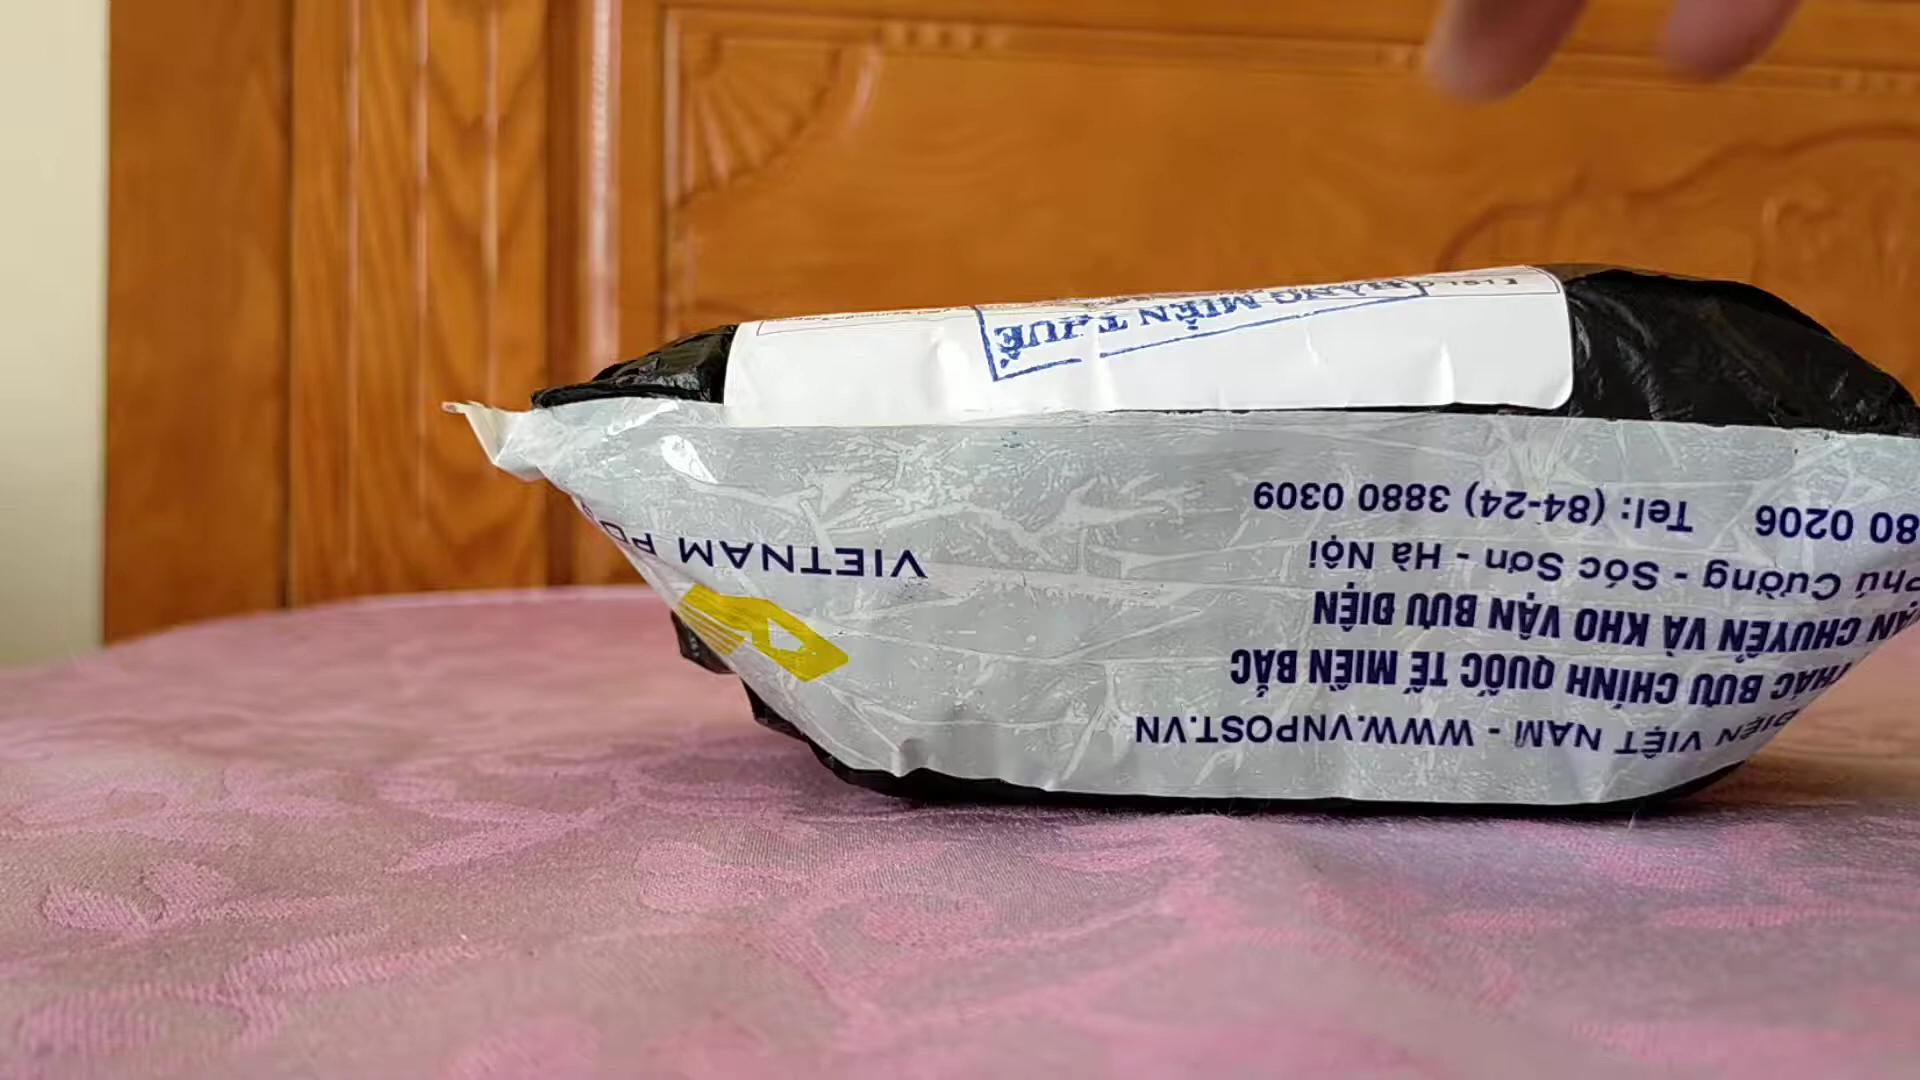 ĐIỆN VIỆT NAM - WWW.VNPOST.VN
THÁC BƯU CHÍNH QUỐC TẾ MIỀN BẮC
VẬN CHUYỂN VÀ KHO VẬN BƯU ĐIỆN
Phú Cường - Sóc Sơn - Hà Nội
80 0206 Tel: (84-24) 3880 0309
VIETNAM PO
HÀNG MIỄN THUẾ